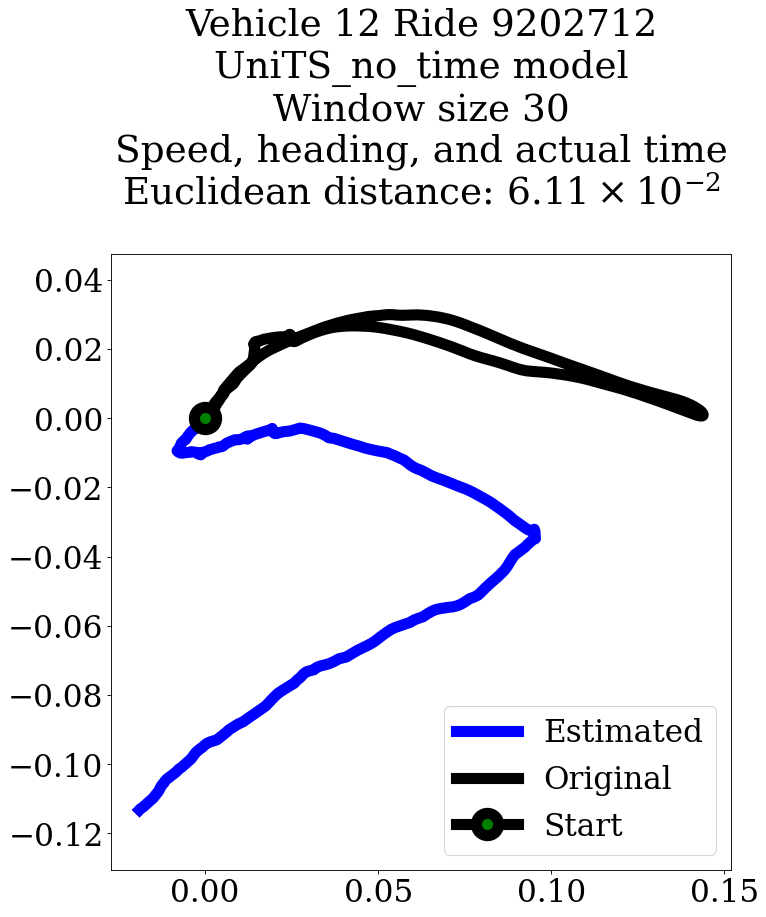 Vehicle 12 Ride 9202712
UniTS_no_time model
Window size 30
Speed, heading, and actual time
Euclidean distance: 6.11 × 10⁻²
0.04
0.02
0.00
−0.02
−0.04
−0.06
−0.08
−0.10
−0.12
Estimated
Original
Start
0.00 0.05 0.10 0.15